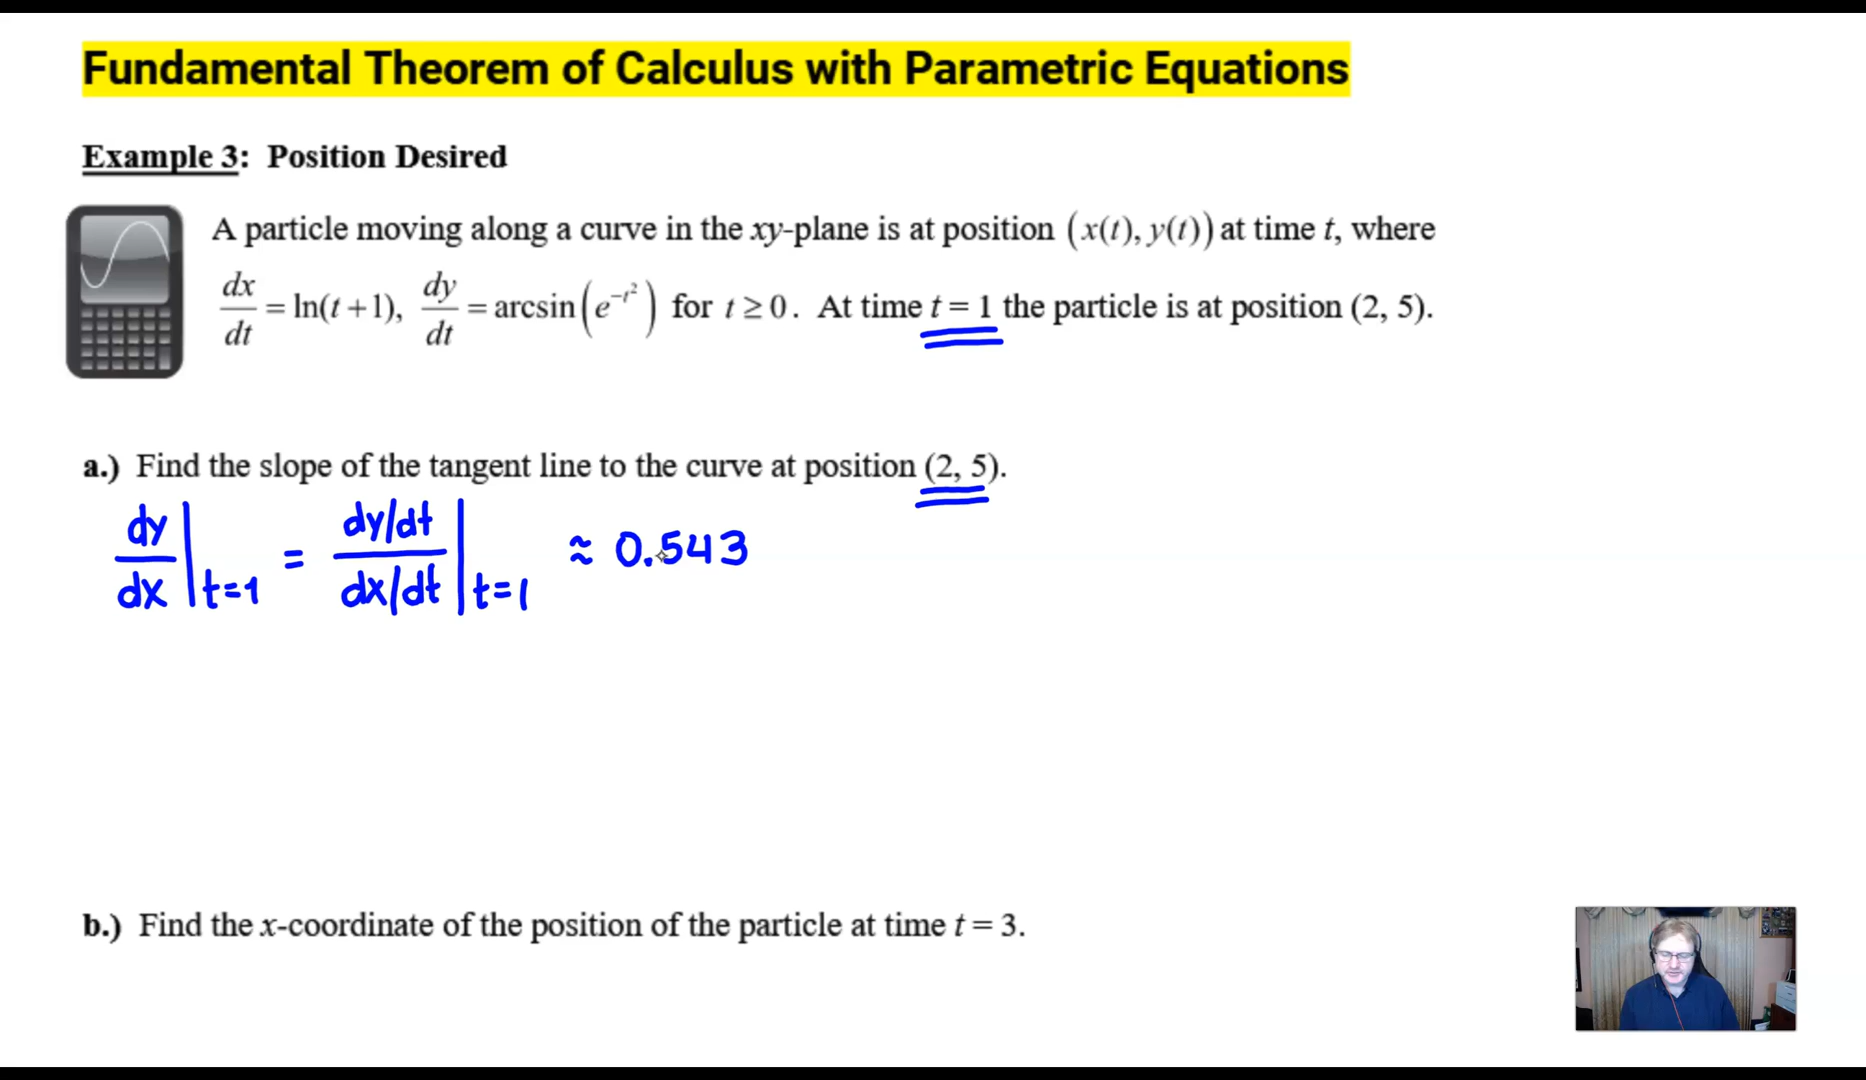 Fundamental Theorem of Calculus with Parametric Equations
Example 3: Position Desired
A particle moving along a curve in the xy-plane is at position (x(t), y(t)) at time t, where
dx/dt = ln(t + 1), dy/dt = arcsin(e^(-t^2)) for t ≥ 0. At time t = 1 the particle is at position (2, 5).
a.) Find the slope of the tangent line to the curve at position (2, 5).
dy/dx |t=1 = (dy/dt)/(dx/dt) |t=1 ≈ 0.543
b.) Find the x-coordinate of the position of the particle at time t = 3.